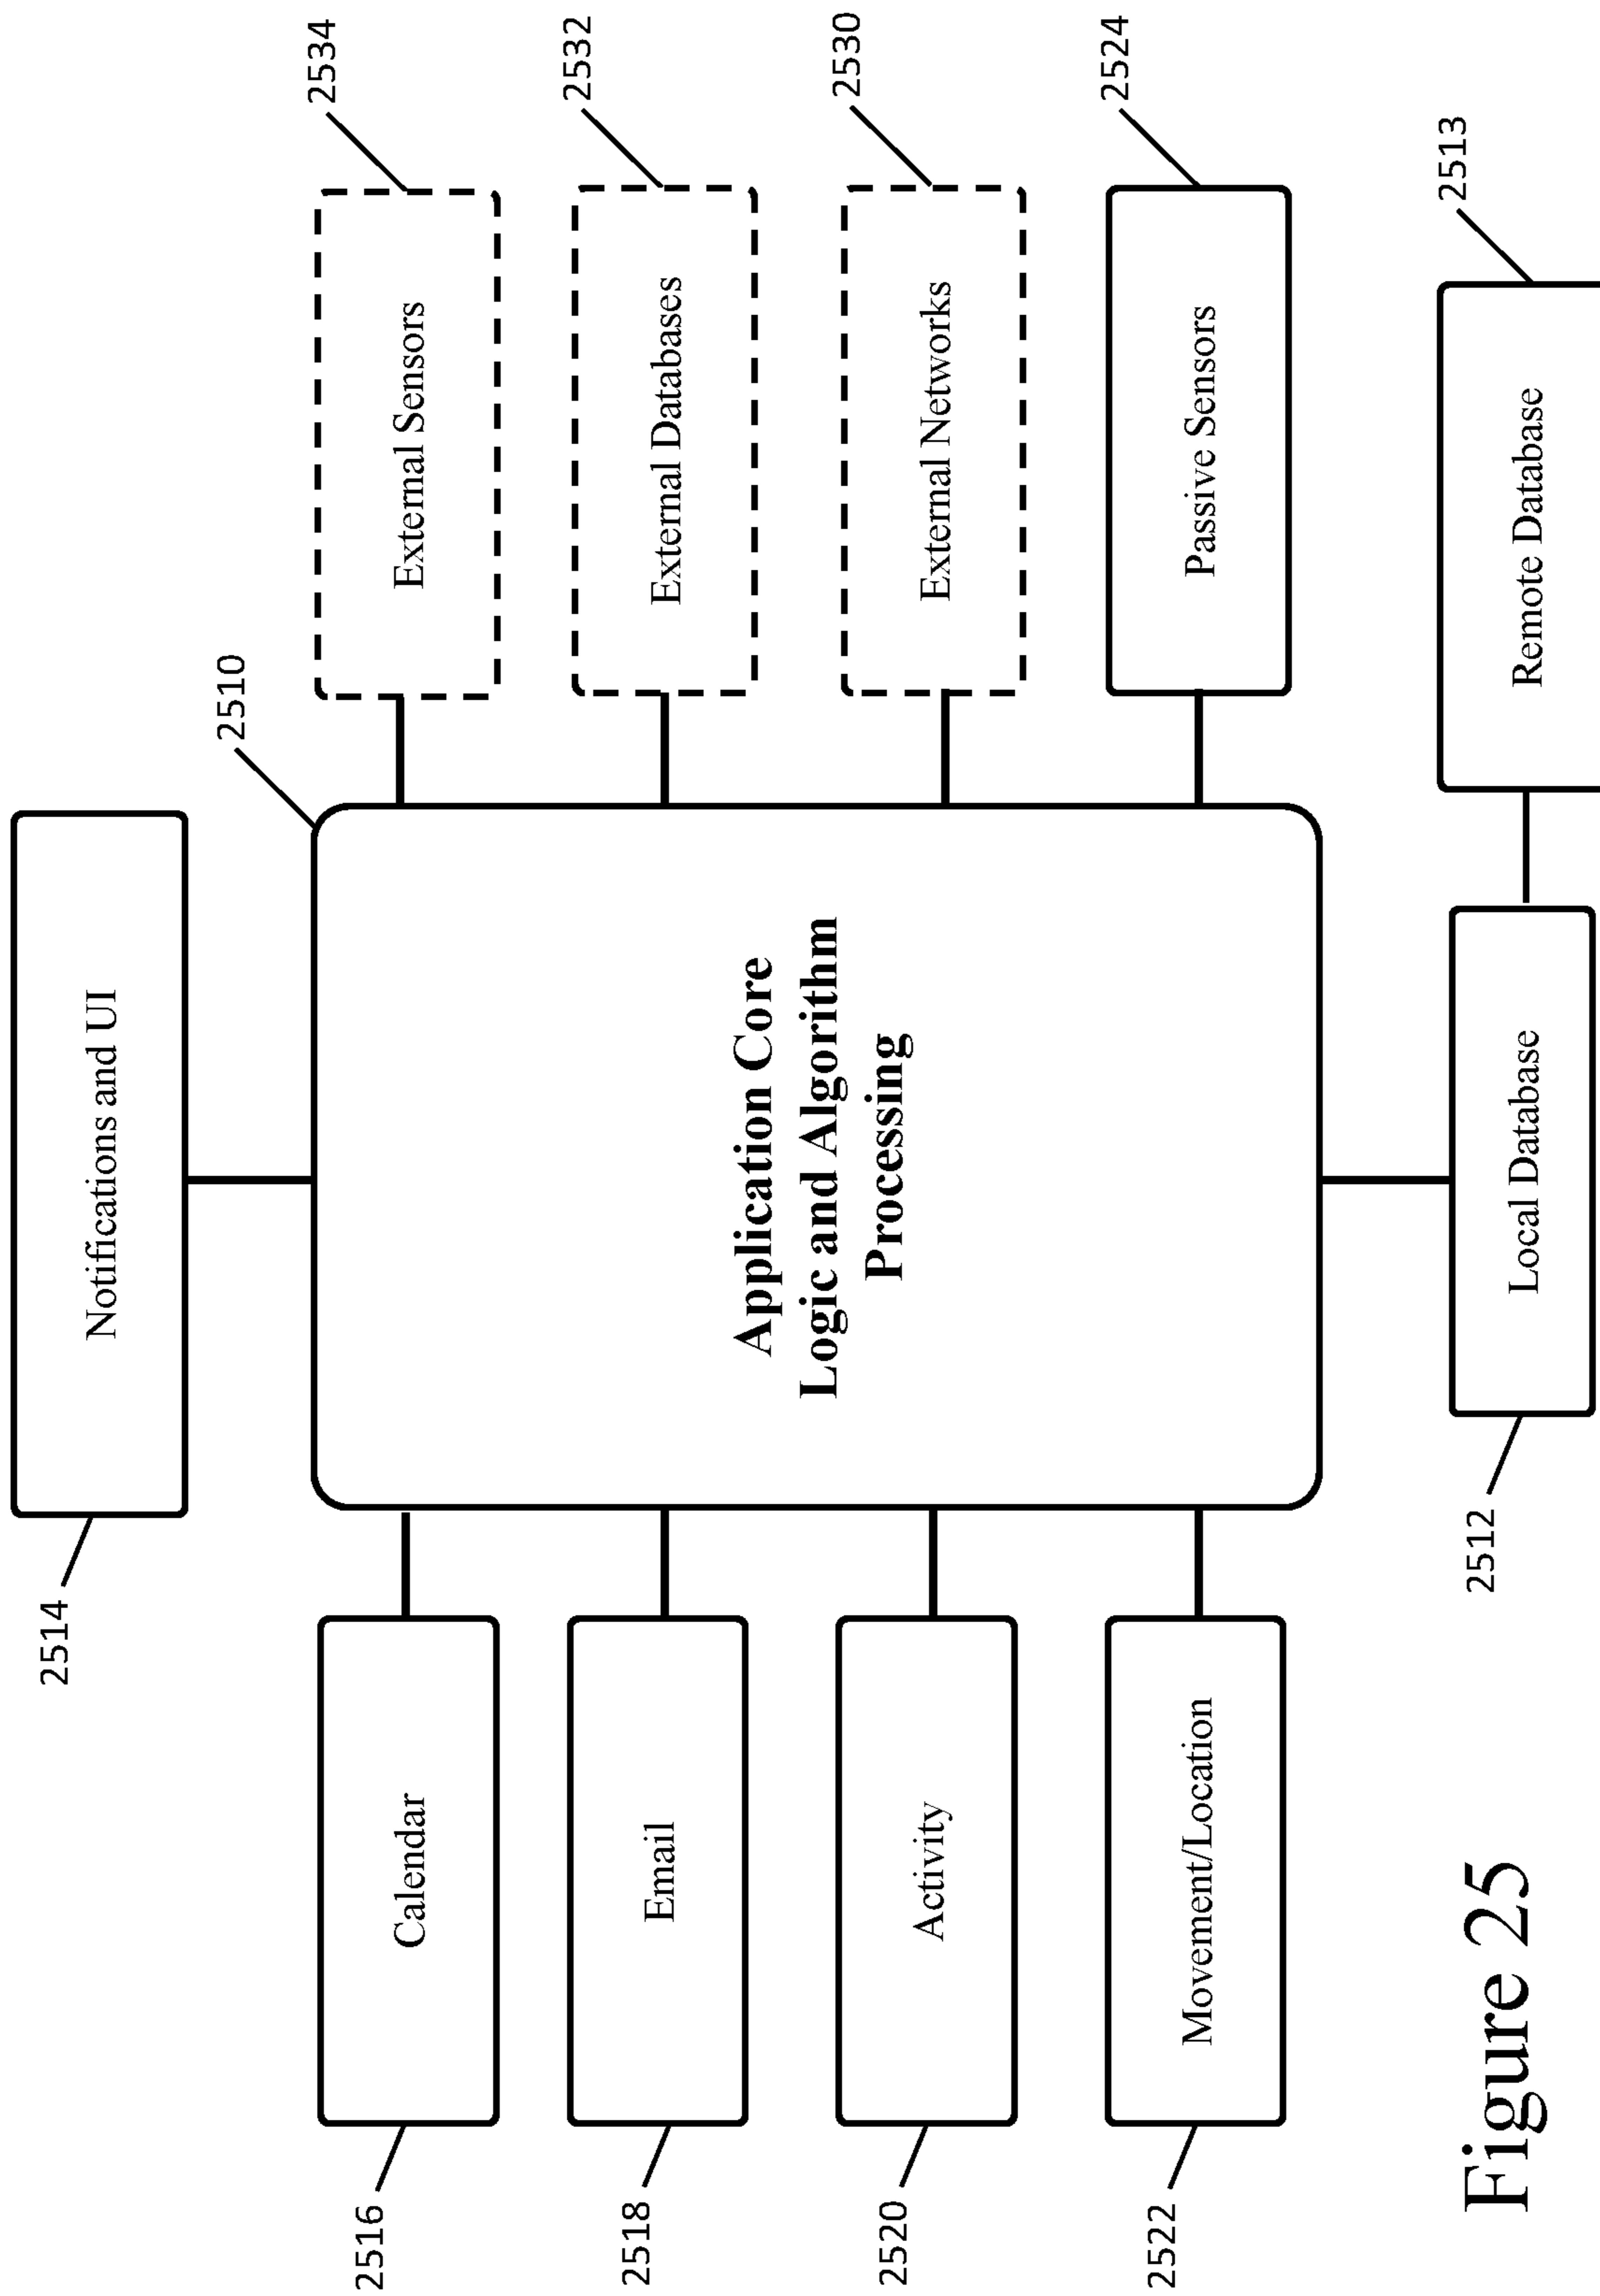 2514
Notifications and UI
2510
2516
Calendar
External Sensors
2534
2518
Email
Application Core
Logic and Algorithm
Processing
External Databases
2532
2520
Activity
External Networks
2530
2522
Movement/Location
Passive Sensors
2524
2512
Local Database
Remote Database
2513
Figure 25